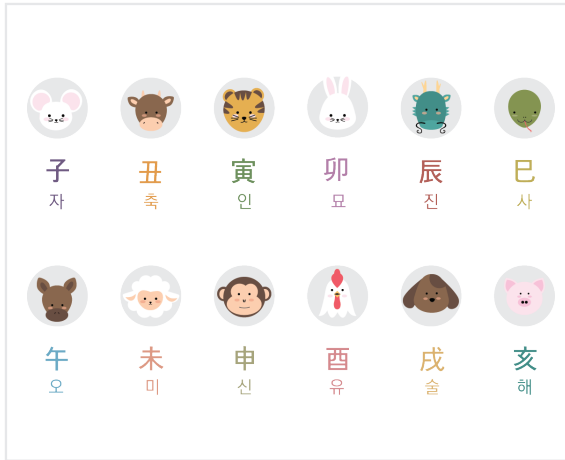 子 丑 寅 卯 辰 巳
자 축 인 묘 진 사
午 未 申 酉 戌 亥
오 미 신 유 술 해